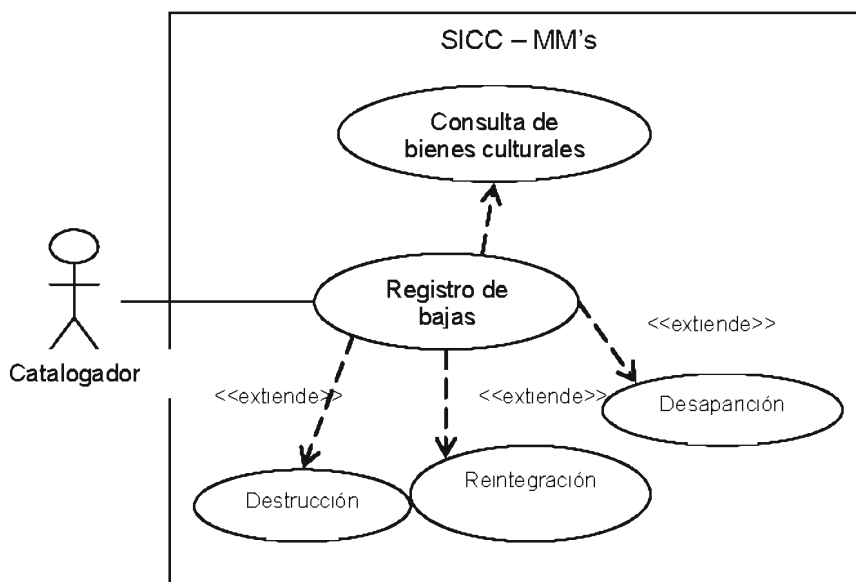 SICC – MM's
Consulta de
bienes culturales
Registro de
bajas
Catalogador
<<extiende>>
<<extiende>>
<<extiende>>
Desaparición
Destrucción
Reintegración